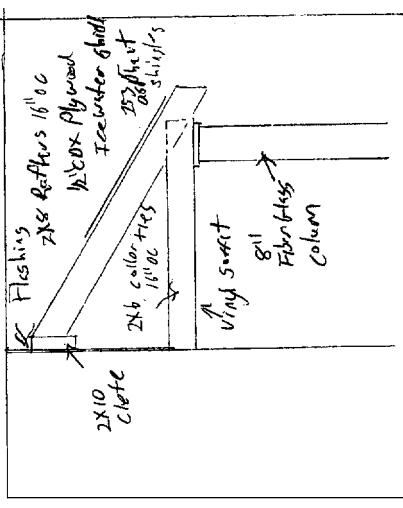 Flashing
2x8 Rafters 16" OC
1/2" CDX Plywood
Icewater Shield
asphalt
shingles
2x6 collar ties
16" OC
Vinyl Soffit
8"
Fiberglass
Column
2x10